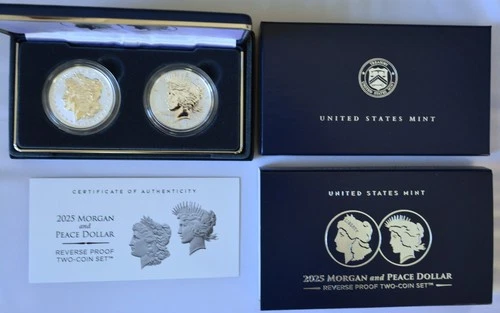 UNITED STATES MINT
CERTIFICATE OF AUTHENTICITY
2025 MORGAN
and
PEACE DOLLAR
REVERSE PROOF
TWO-COIN SET™
UNITED STATES MINT
2025 MORGAN and PEACE DOLLAR
REVERSE PROOF TWO-COIN SET™